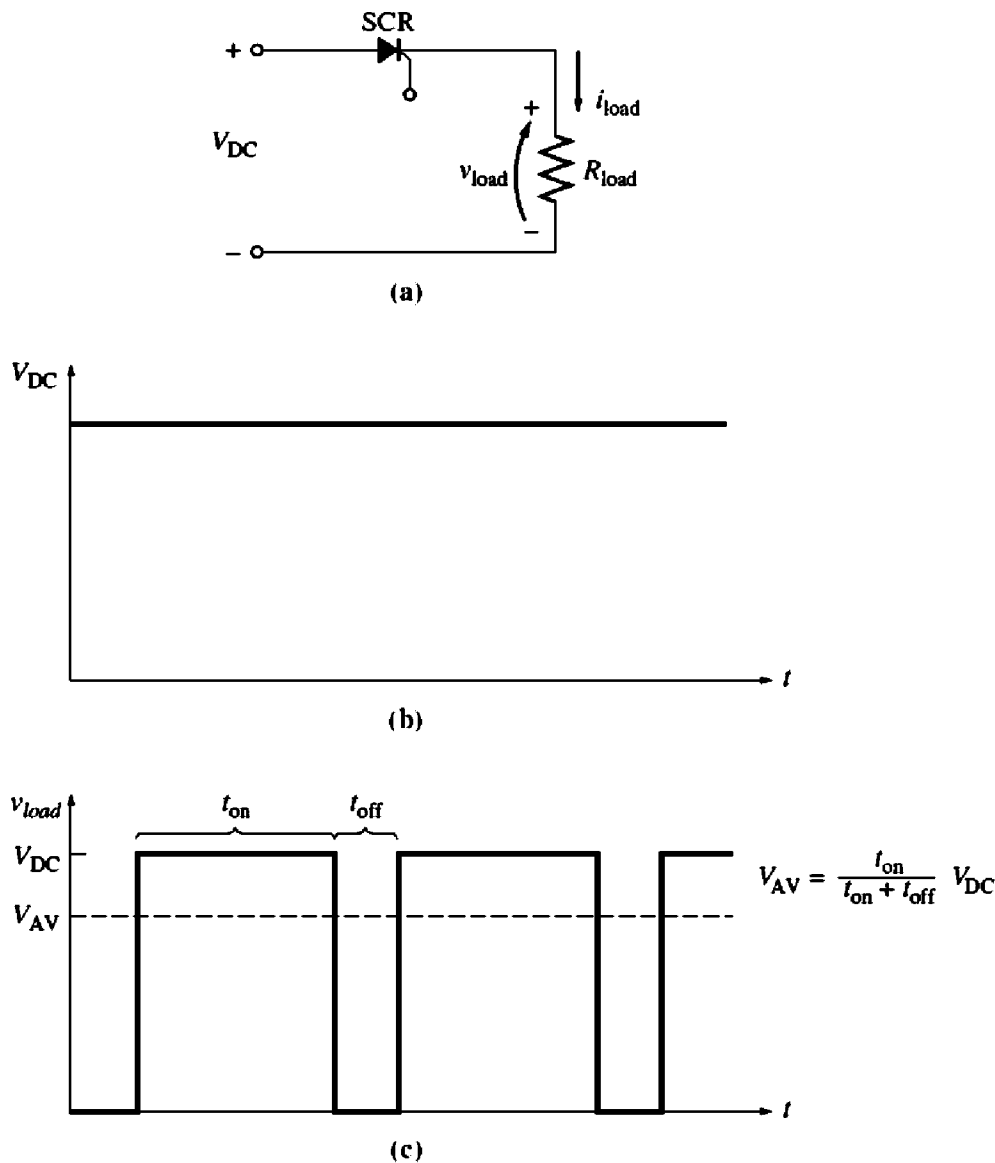 SCR
+
i_load
+
V_DC
v_load
R_load
−
−
(a)
V_DC
t
(b)
v_load
t_on
t_off
V_DC
V_AV = t_on / (t_on + t_off) V_DC
V_AV
t
(c)